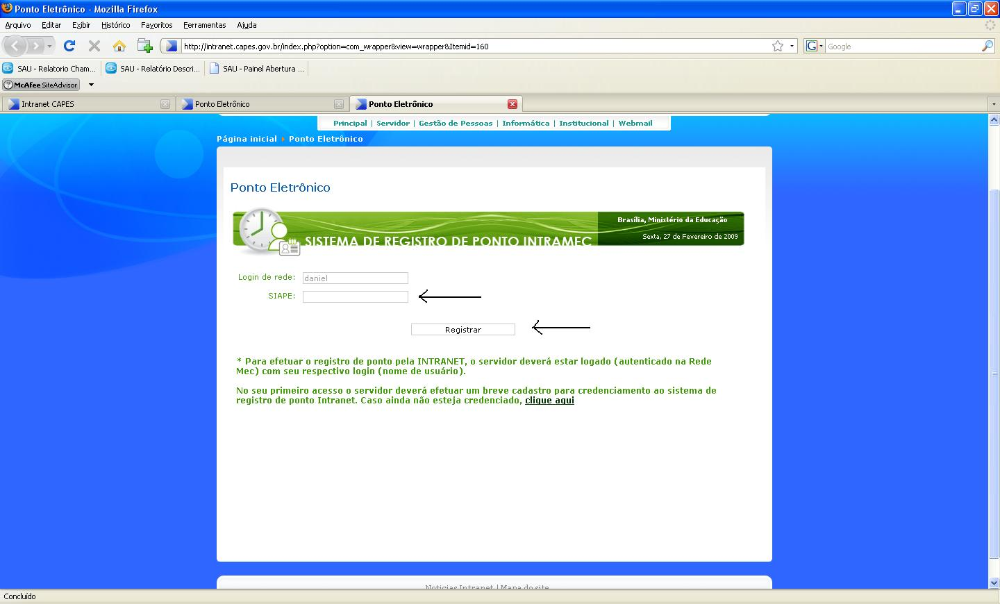 Ponto Eletrônico - Mozilla Firefox
Arquivo Editar Exibir Histórico Favoritos Ferramentas Ajuda
http://intranet.capes.gov.br/index.php?option=com_wrapper&view=wrapper&Itemid=160
G Google
SAU - Relatorio Cham... SAU - Relatório Descri... SAU - Painel Abertura ...
McAfee SiteAdvisor
Intranet CAPES Ponto Eletrônico Ponto Eletrônico
Principal | Servidor | Gestão de Pessoas | Informática | Institucional | Webmail
Página inicial Ponto Eletrônico
Ponto Eletrônico
Brasília, Ministério da Educação
SISTEMA DE REGISTRO DE PONTO INTRAMEC
Sexta, 27 de Fevereiro de 2009
Login de rede: daniel
SIAPE:
Registrar
* Para efetuar o registro de ponto pela INTRANET, o servidor deverá estar logado (autenticado na Rede
Mec) com seu respectivo login (nome de usuário).
No seu primeiro acesso o servidor deverá efetuar um breve cadastro para credenciamento ao sistema de
registro de ponto Intranet. Caso ainda não esteja credenciado, clique aqui
Noticias Intranet | Mapa do site
Concluído